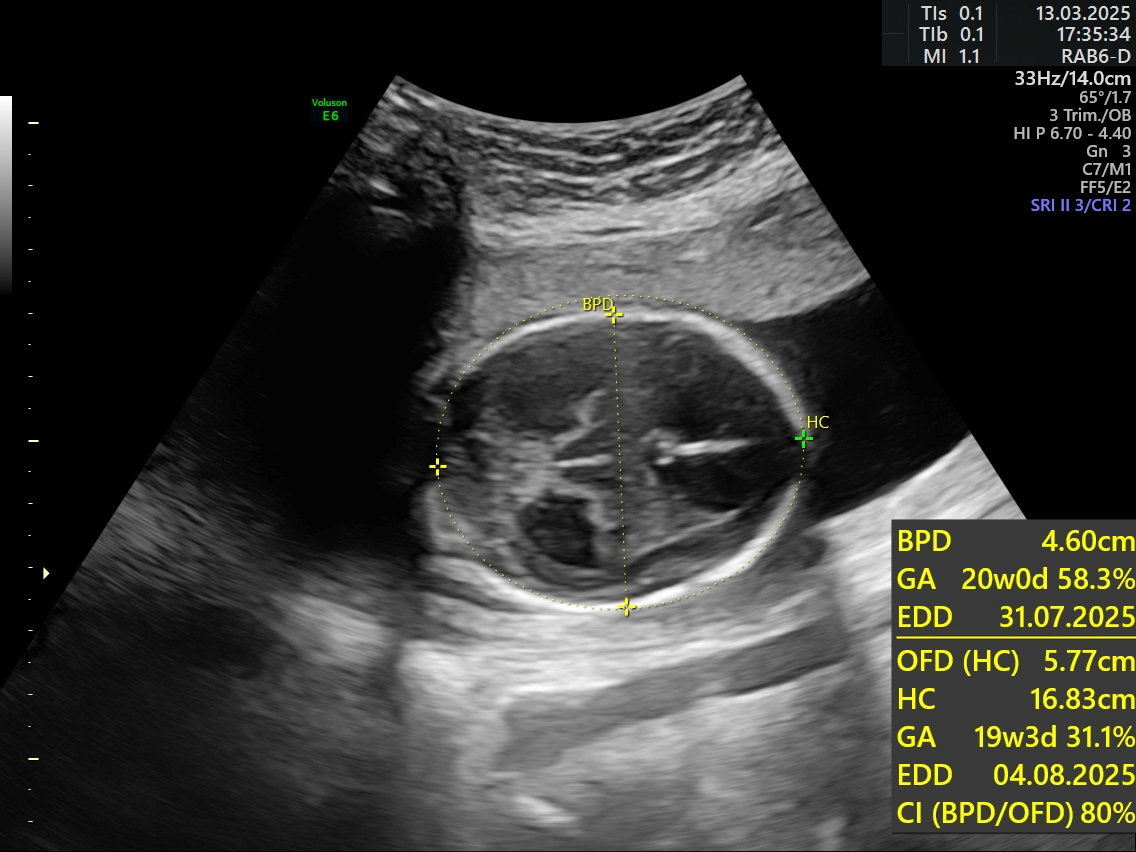 TIs 0.1 13.03.2025
TIb 0.1 17:35:34
MI 1.1 RAB6-D
33Hz/14.0cm
65°/1.7
3 Trim./OB
HI P 6.70 - 4.40
Gn 3
C7/M1
FF5/E2
SRI II 3/CRI 2
Voluson
E6
BPD
HC
BPD 4.60cm
GA 20w0d 58.3%
EDD 31.07.2025
OFD (HC) 5.77cm
HC 16.83cm
GA 19w3d 31.1%
EDD 04.08.2025
CI (BPD/OFD) 80%